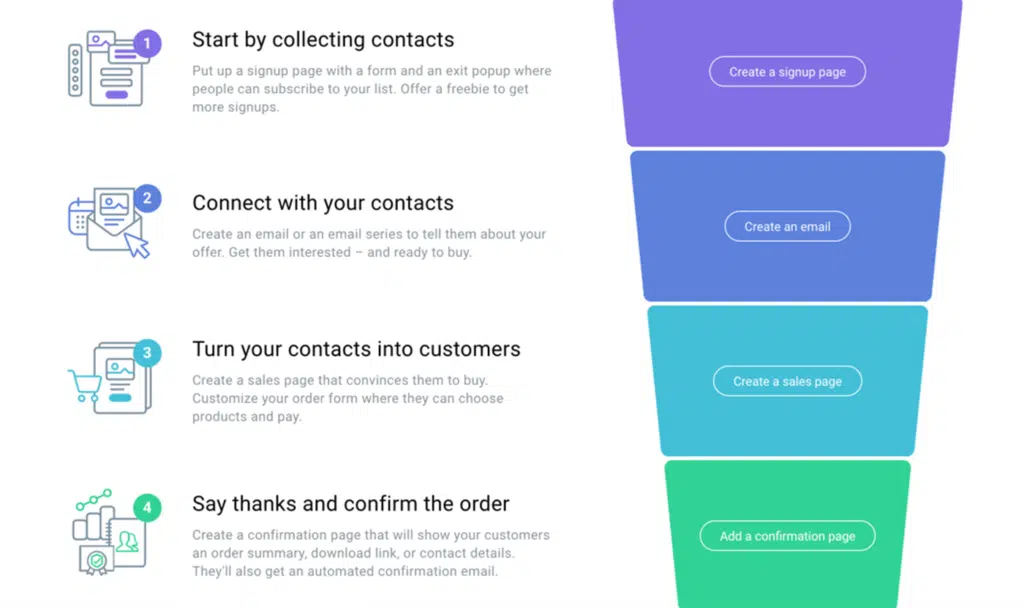 1
Start by collecting contacts
Put up a signup page with a form and an exit popup where
people can subscribe to your list. Offer a freebie to get
more signups.
Create a signup page
2
Connect with your contacts
Create an email or an email series to tell them about your
offer. Get them interested – and ready to buy.
Create an email
3
Turn your contacts into customers
Create a sales page that convinces them to buy.
Customize your order form where they can choose
products and pay.
Create a sales page
4
Say thanks and confirm the order
Create a confirmation page that will show your customers
an order summary, download link, or contact details.
They'll also get an automated confirmation email.
Add a confirmation page